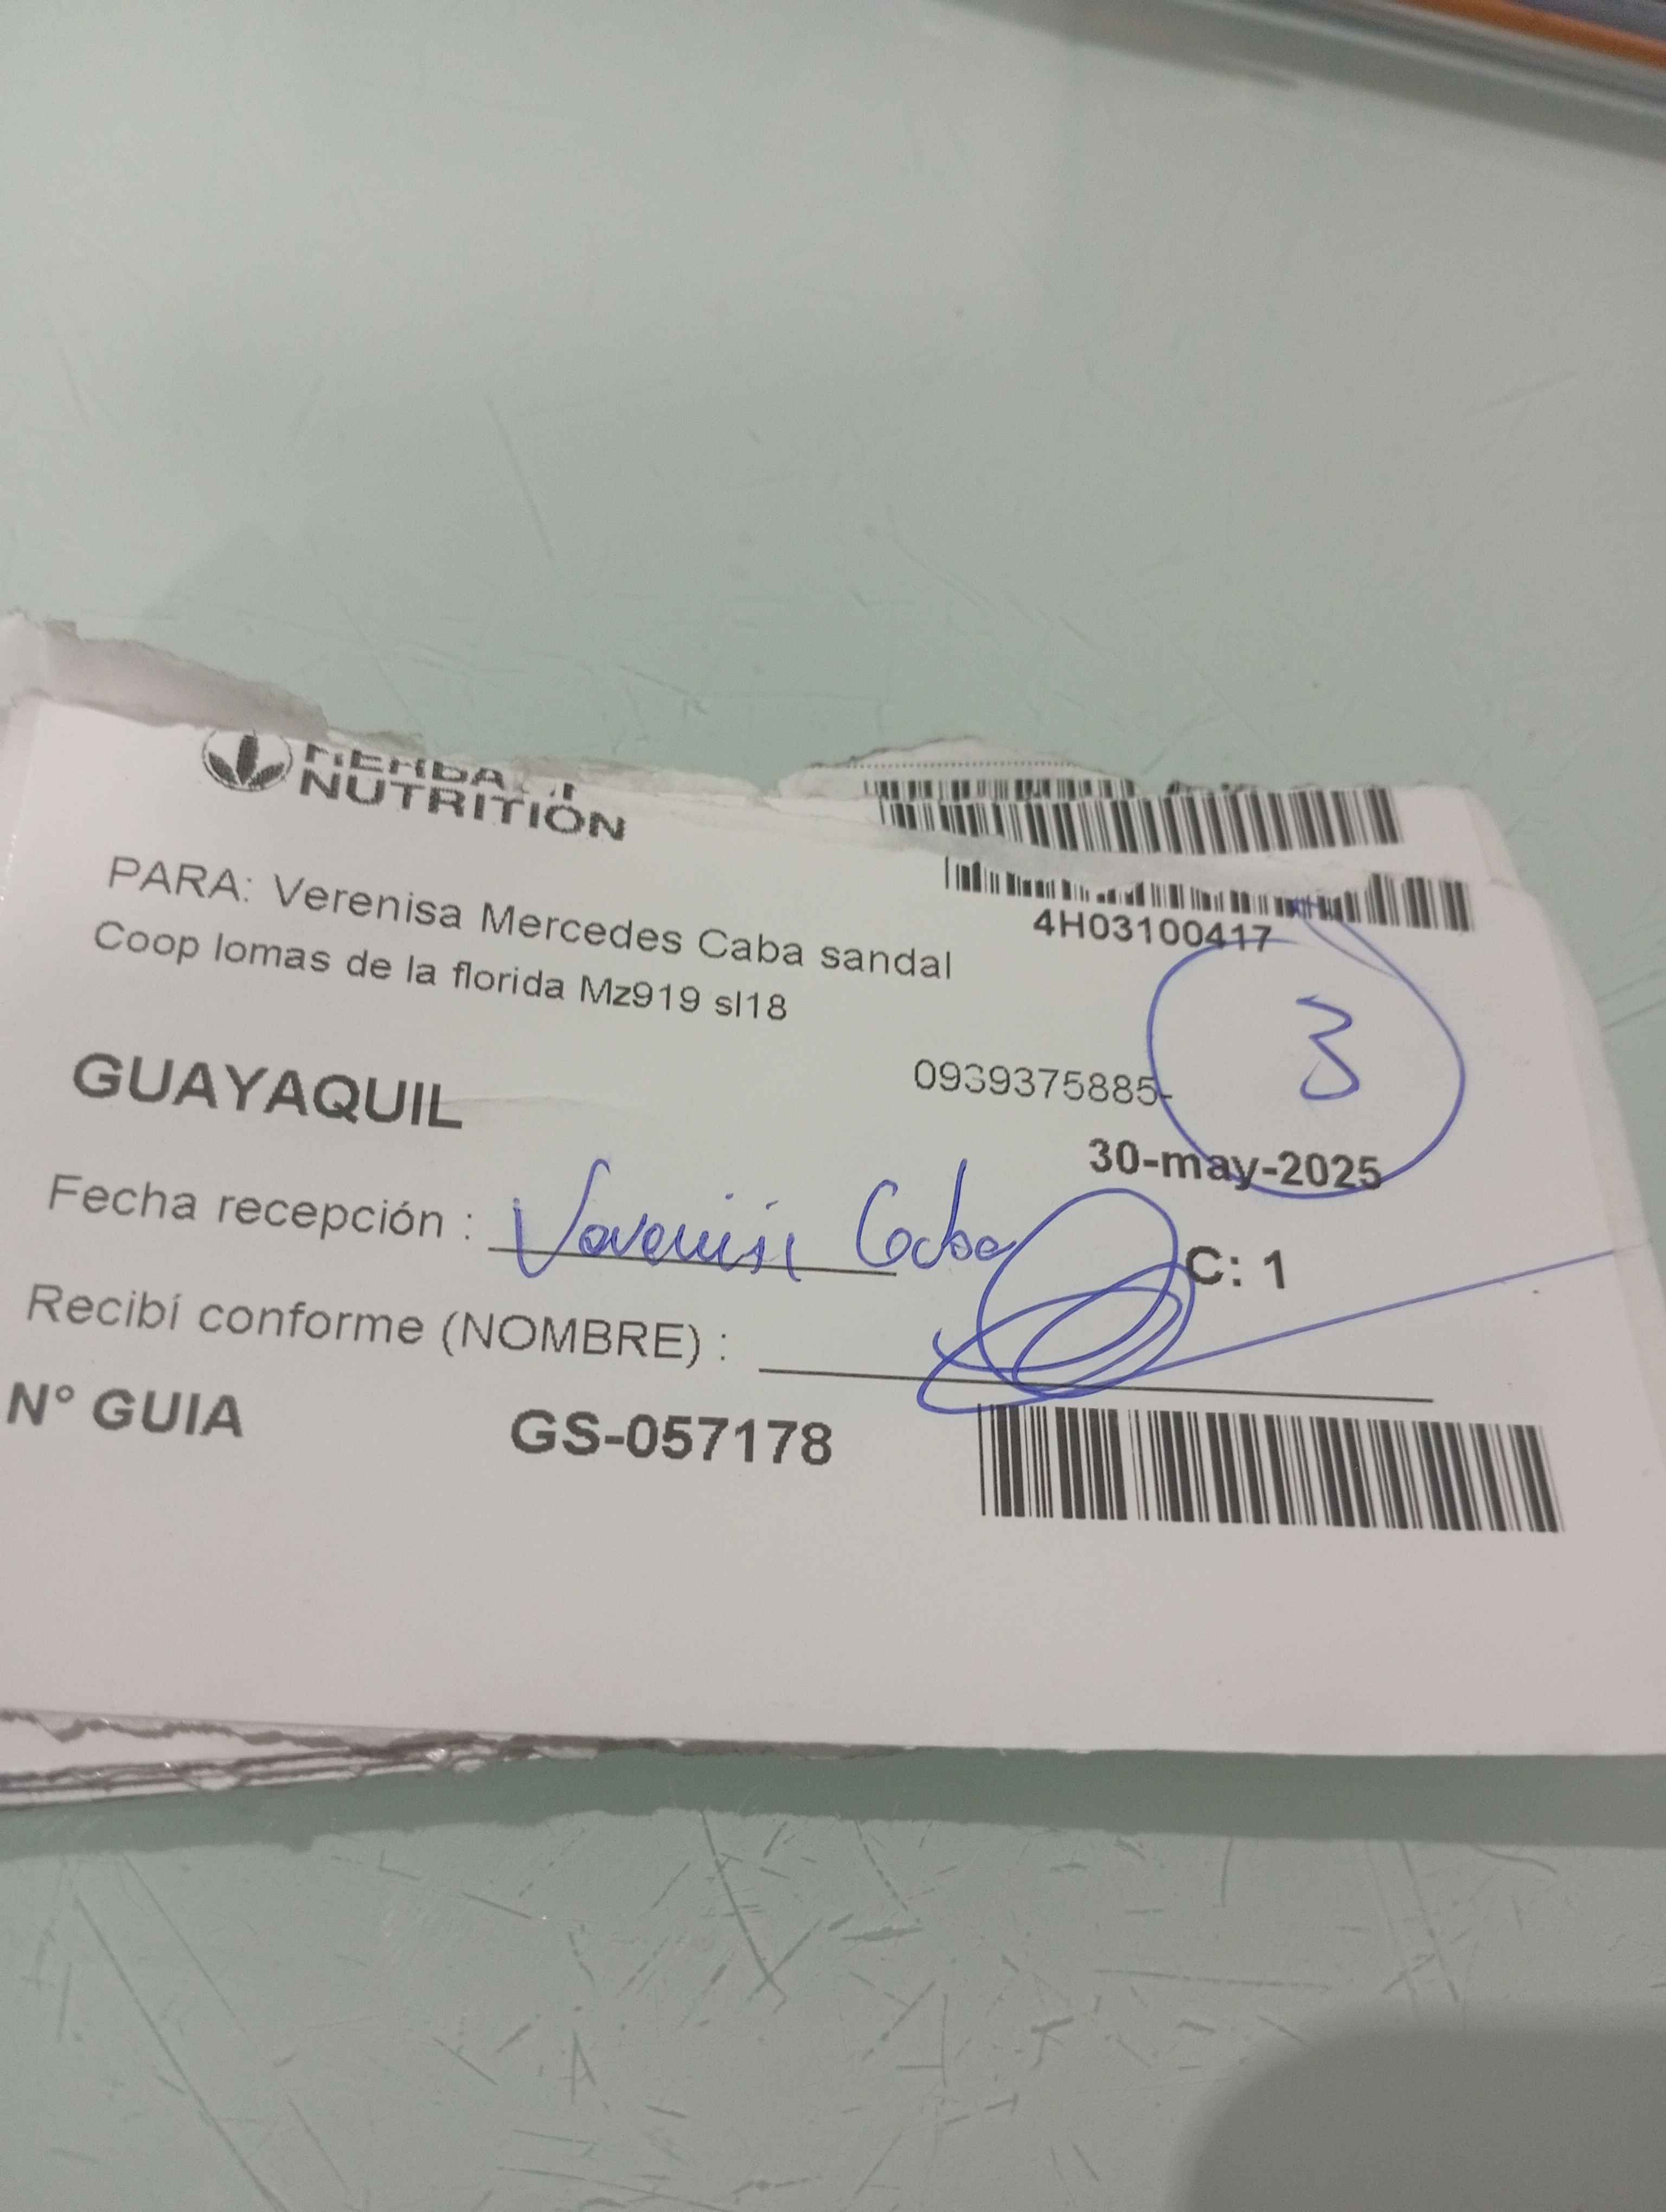 NUTRITION
4H03100417
PARA: Verenisa Mercedes Caba sandal
Coop lomas de la florida Mz919 sl18
3
GUAYAQUIL
0939375885-
30-may-2025
Fecha recepción : Caba
C: 1
Recibí conforme (NOMBRE) :
N° GUIA GS-057178